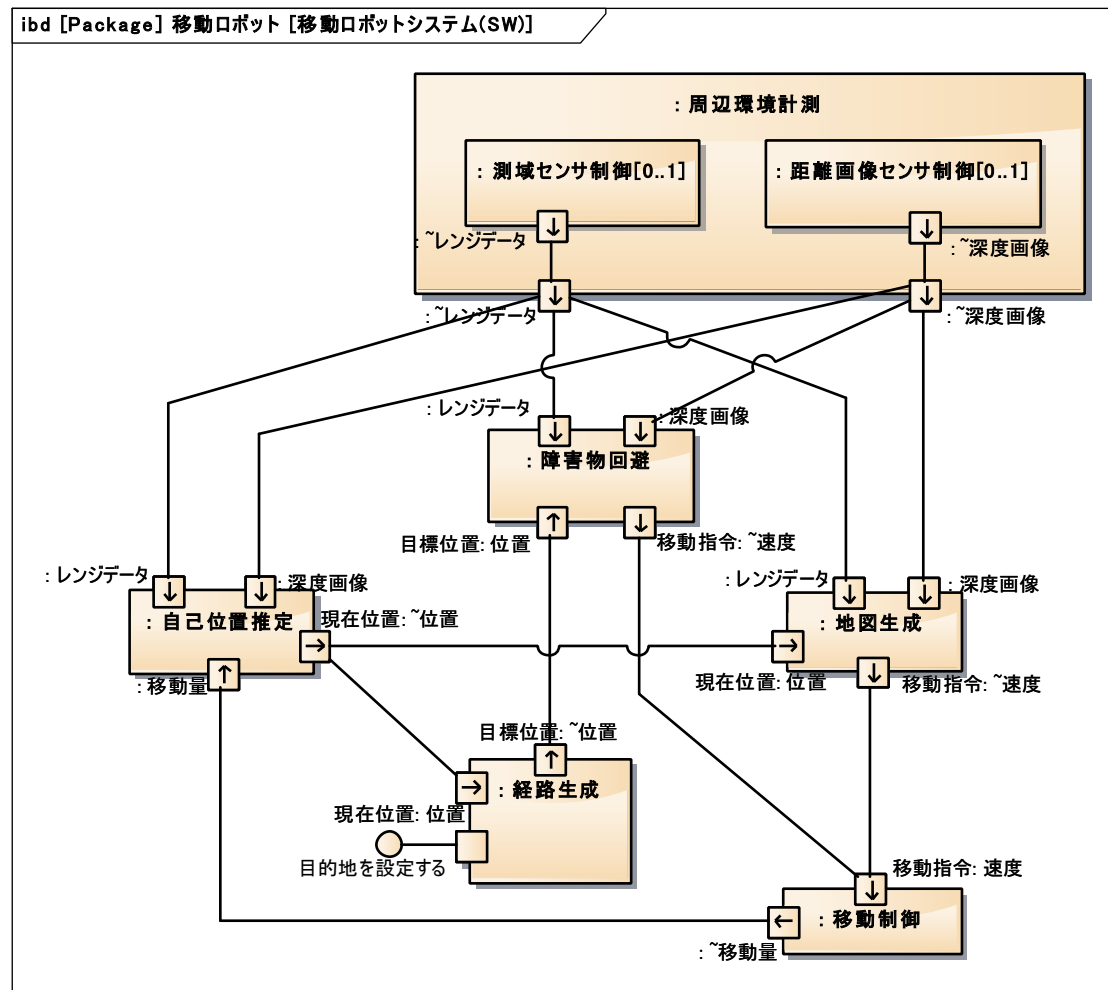 ibd [Package] 移動ロボット [移動ロボットシステム(SW)]
: 周辺環境計測
: 測域センサ制御[0..1]
: 距離画像センサ制御[0..1]
: ~レンジデータ
: ~深度画像
: ~レンジデータ
: ~深度画像
: レンジデータ
: 深度画像
: 障害物回避
目標位置: 位置
移動指令: ~速度
: レンジデータ
: 深度画像
: レンジデータ
: 深度画像
: 自己位置推定
現在位置: ~位置
: 地図生成
: 移動量
現在位置: 位置
移動指令: ~速度
目標位置: ~位置
: 経路生成
現在位置: 位置
目的地を設定する
移動指令: 速度
: 移動制御
: ~移動量